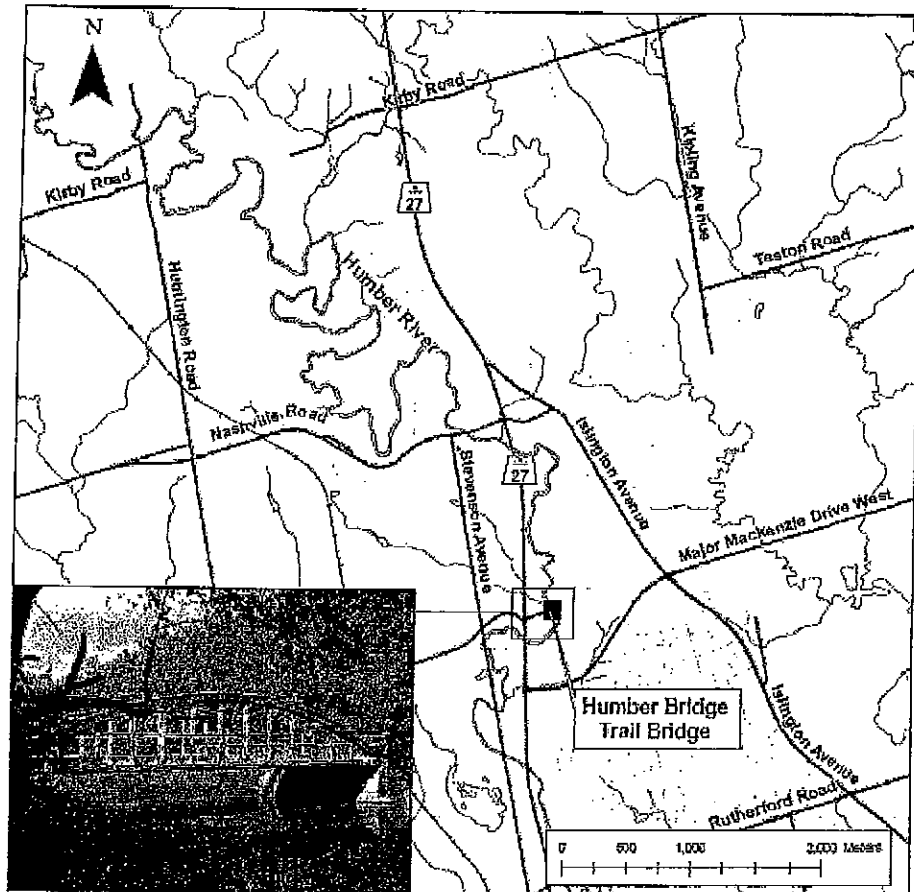 N
Kirby Road
Kirby Road
Kipling Avenue
27
Teston Road
Huntington Road
Humber River
Nashville Road
Stevenson Avenue
27
Islington Avenue
Major Mackenzie Drive West
Humber Bridge
Trail Bridge
Islington Avenue
Rutherford Road
0 500 1,000 2,000 Meters